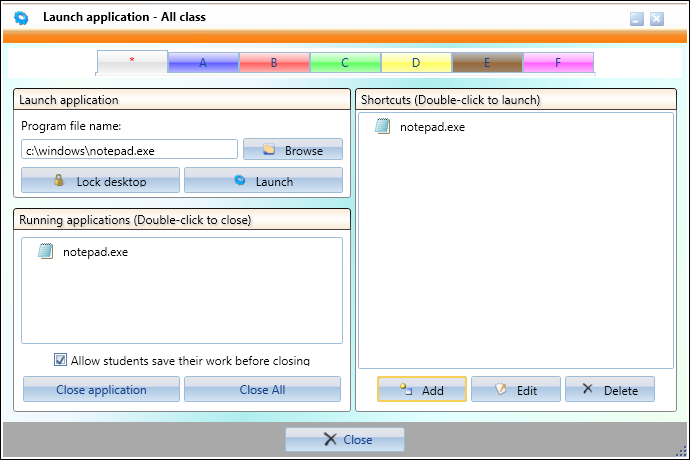 Launch application - All class
* A B C D E F
Launch application
Program file name:
c:\windows\notepad.exe
Browse
Lock desktop
Launch
Running applications (Double-click to close)
notepad.exe
Allow students save their work before closing
Close application
Close All
Shortcuts (Double-click to launch)
notepad.exe
Add
Edit
Delete
Close